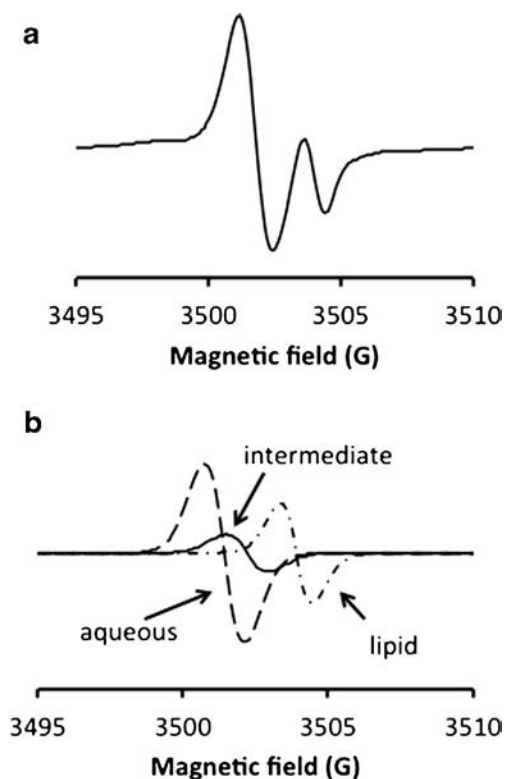 a
3495 3500 3505 3510
Magnetic field (G)
b
intermediate
aqueous
lipid
3495 3500 3505 3510
Magnetic field (G)